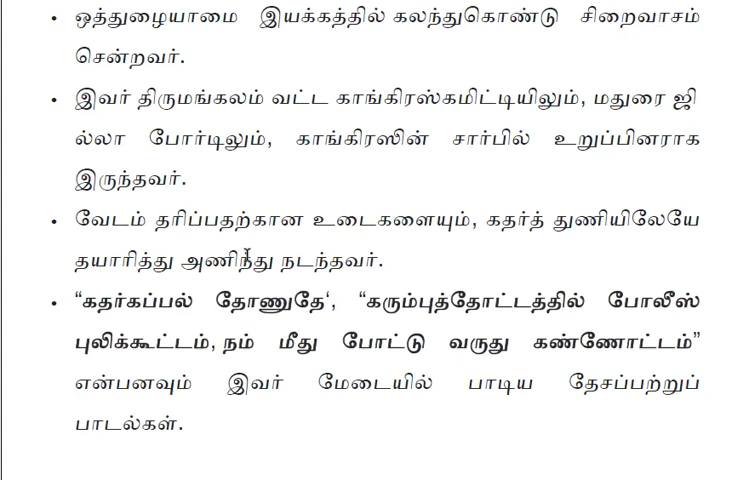 • ஒத்துழையாமை இயக்கத்தில் கலந்துகொண்டு சிறைவாசம்
சென்றவர்.
• இவர் திருமங்கலம் வட்ட காங்கிரஸ்கமிட்டியிலும், மதுரை ஜி
ல்லா போர்டிலும், காங்கிரஸின் சார்பில் உறுப்பினராக
இருந்தவர்.
• வேடம் தரிப்பதற்கான உடைகளையும், கதர்த் துணியிலேயே
தயாரித்து அணிந்து நடந்தவர்.
• “கதர்கப்பல் தோணுதே‘, “கரும்புத்தோட்டத்தில் போலீஸ்
புலிக்கூட்டம், நம் மீது போட்டு வருது கண்ணோட்டம்”
என்பனவும் இவர் மேடையில் பாடிய தேசப்பற்றுப்
பாடல்கள்.